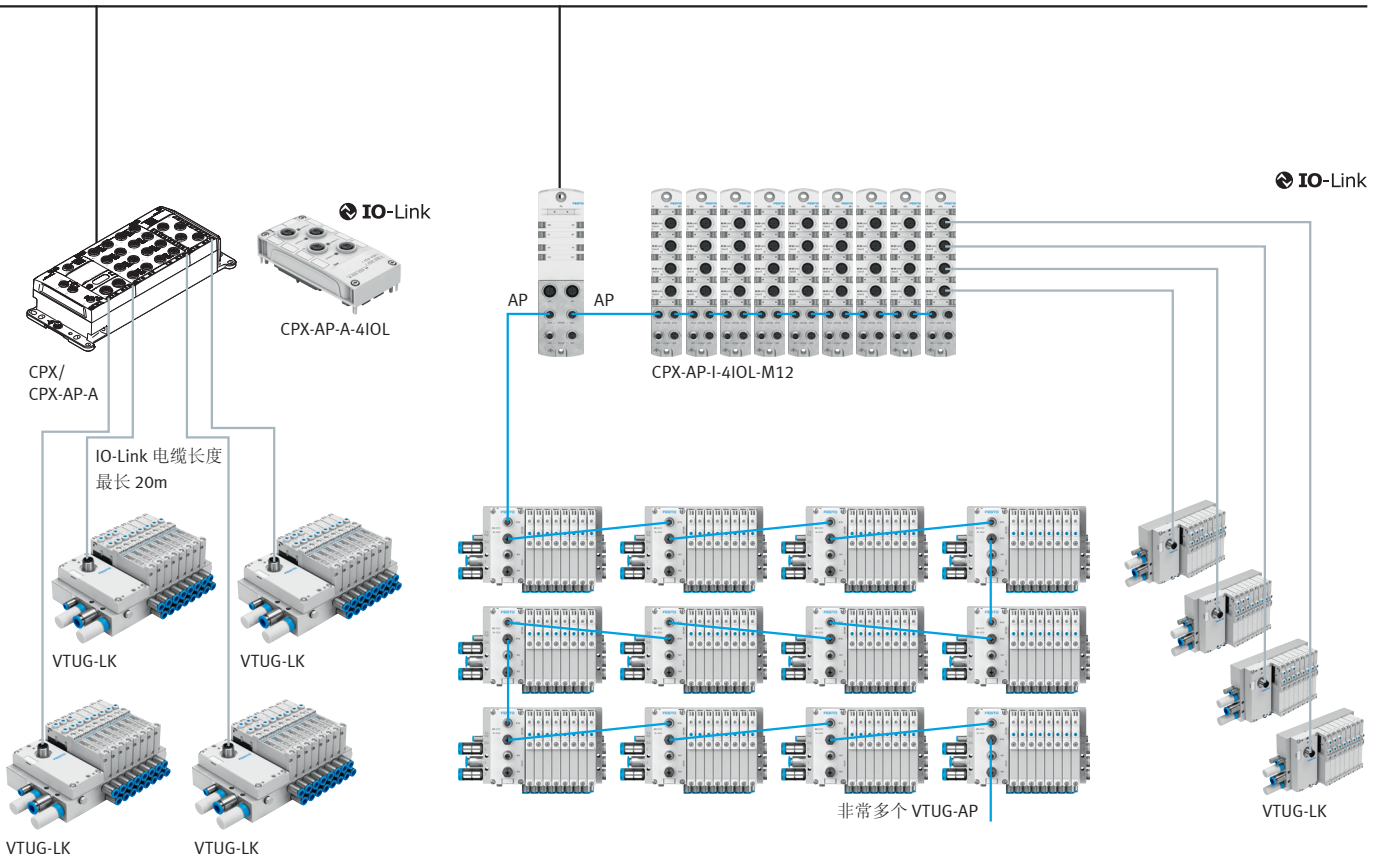 IO-Link
IO-Link
CPX-AP-A-4IOL
AP
AP
CPX/
CPX-AP-A
CPX-AP-I-4IOL-M12
IO-Link 电缆长度
最长 20m
VTUG-LK
VTUG-LK
非常多个 VTUG-AP
VTUG-LK
VTUG-LK
VTUG-LK